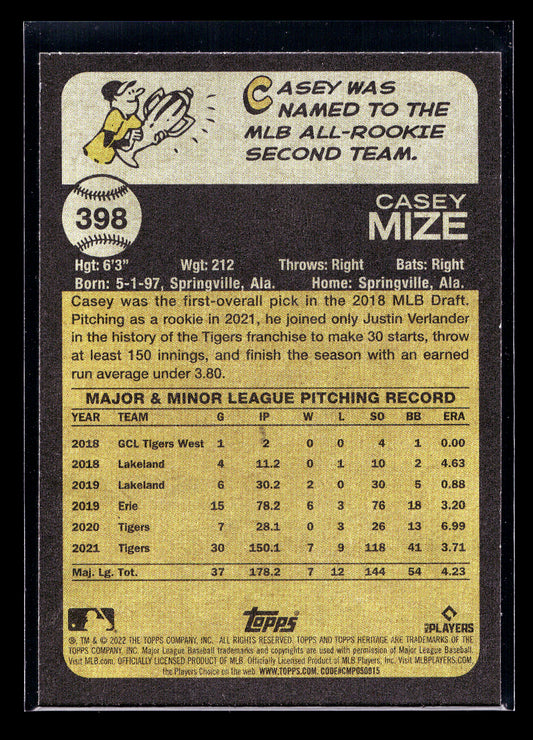 CASEY WAS
NAMED TO THE
MLB ALL-ROOKIE
SECOND TEAM.
398
CASEY
MIZE
Hgt: 6'3" Wgt: 212 Throws: Right Bats: Right
Born: 5-1-97, Springville, Ala. Home: Springville, Ala.
Casey was the first-overall pick in the 2018 MLB Draft.
Pitching as a rookie in 2021, he joined only Justin Verlander
in the history of the Tigers franchise to make 30 starts, throw
at least 150 innings, and finish the season with an earned
run average under 3.80.
MAJOR & MINOR LEAGUE PITCHING RECORD
YEAR TEAM G IP W L SO BB ERA
2018 GCL Tigers West 1 2 0 0 4 1 0.00
2018 Lakeland 4 11.2 0 1 10 2 4.63
2019 Lakeland 6 30.2 2 0 30 5 0.88
2019 Erie 15 78.2 6 3 76 18 3.20
2020 Tigers 7 28.1 0 3 26 13 6.99
2021 Tigers 30 150.1 7 9 118 41 3.71
Maj. Lg. Tot. 37 178.2 7 12 144 54 4.23
Topps
MLB PLAYERS
®, TM & © 2022 THE TOPPS COMPANY, INC. ALL RIGHTS RESERVED. TOPPS AND TOPPS HERITAGE ARE TRADEMARKS OF THE
TOPPS COMPANY, INC. Major League Baseball trademarks and copyrights are used with permission of Major League Baseball.
Visit MLB.com. OFFICIALLY LICENSED PRODUCT OF MLB Players, Inc. Visit MLBPLAYERS.com,
the Players Choice on the web. WWW.TOPPS.COM. CODE#CMP050815